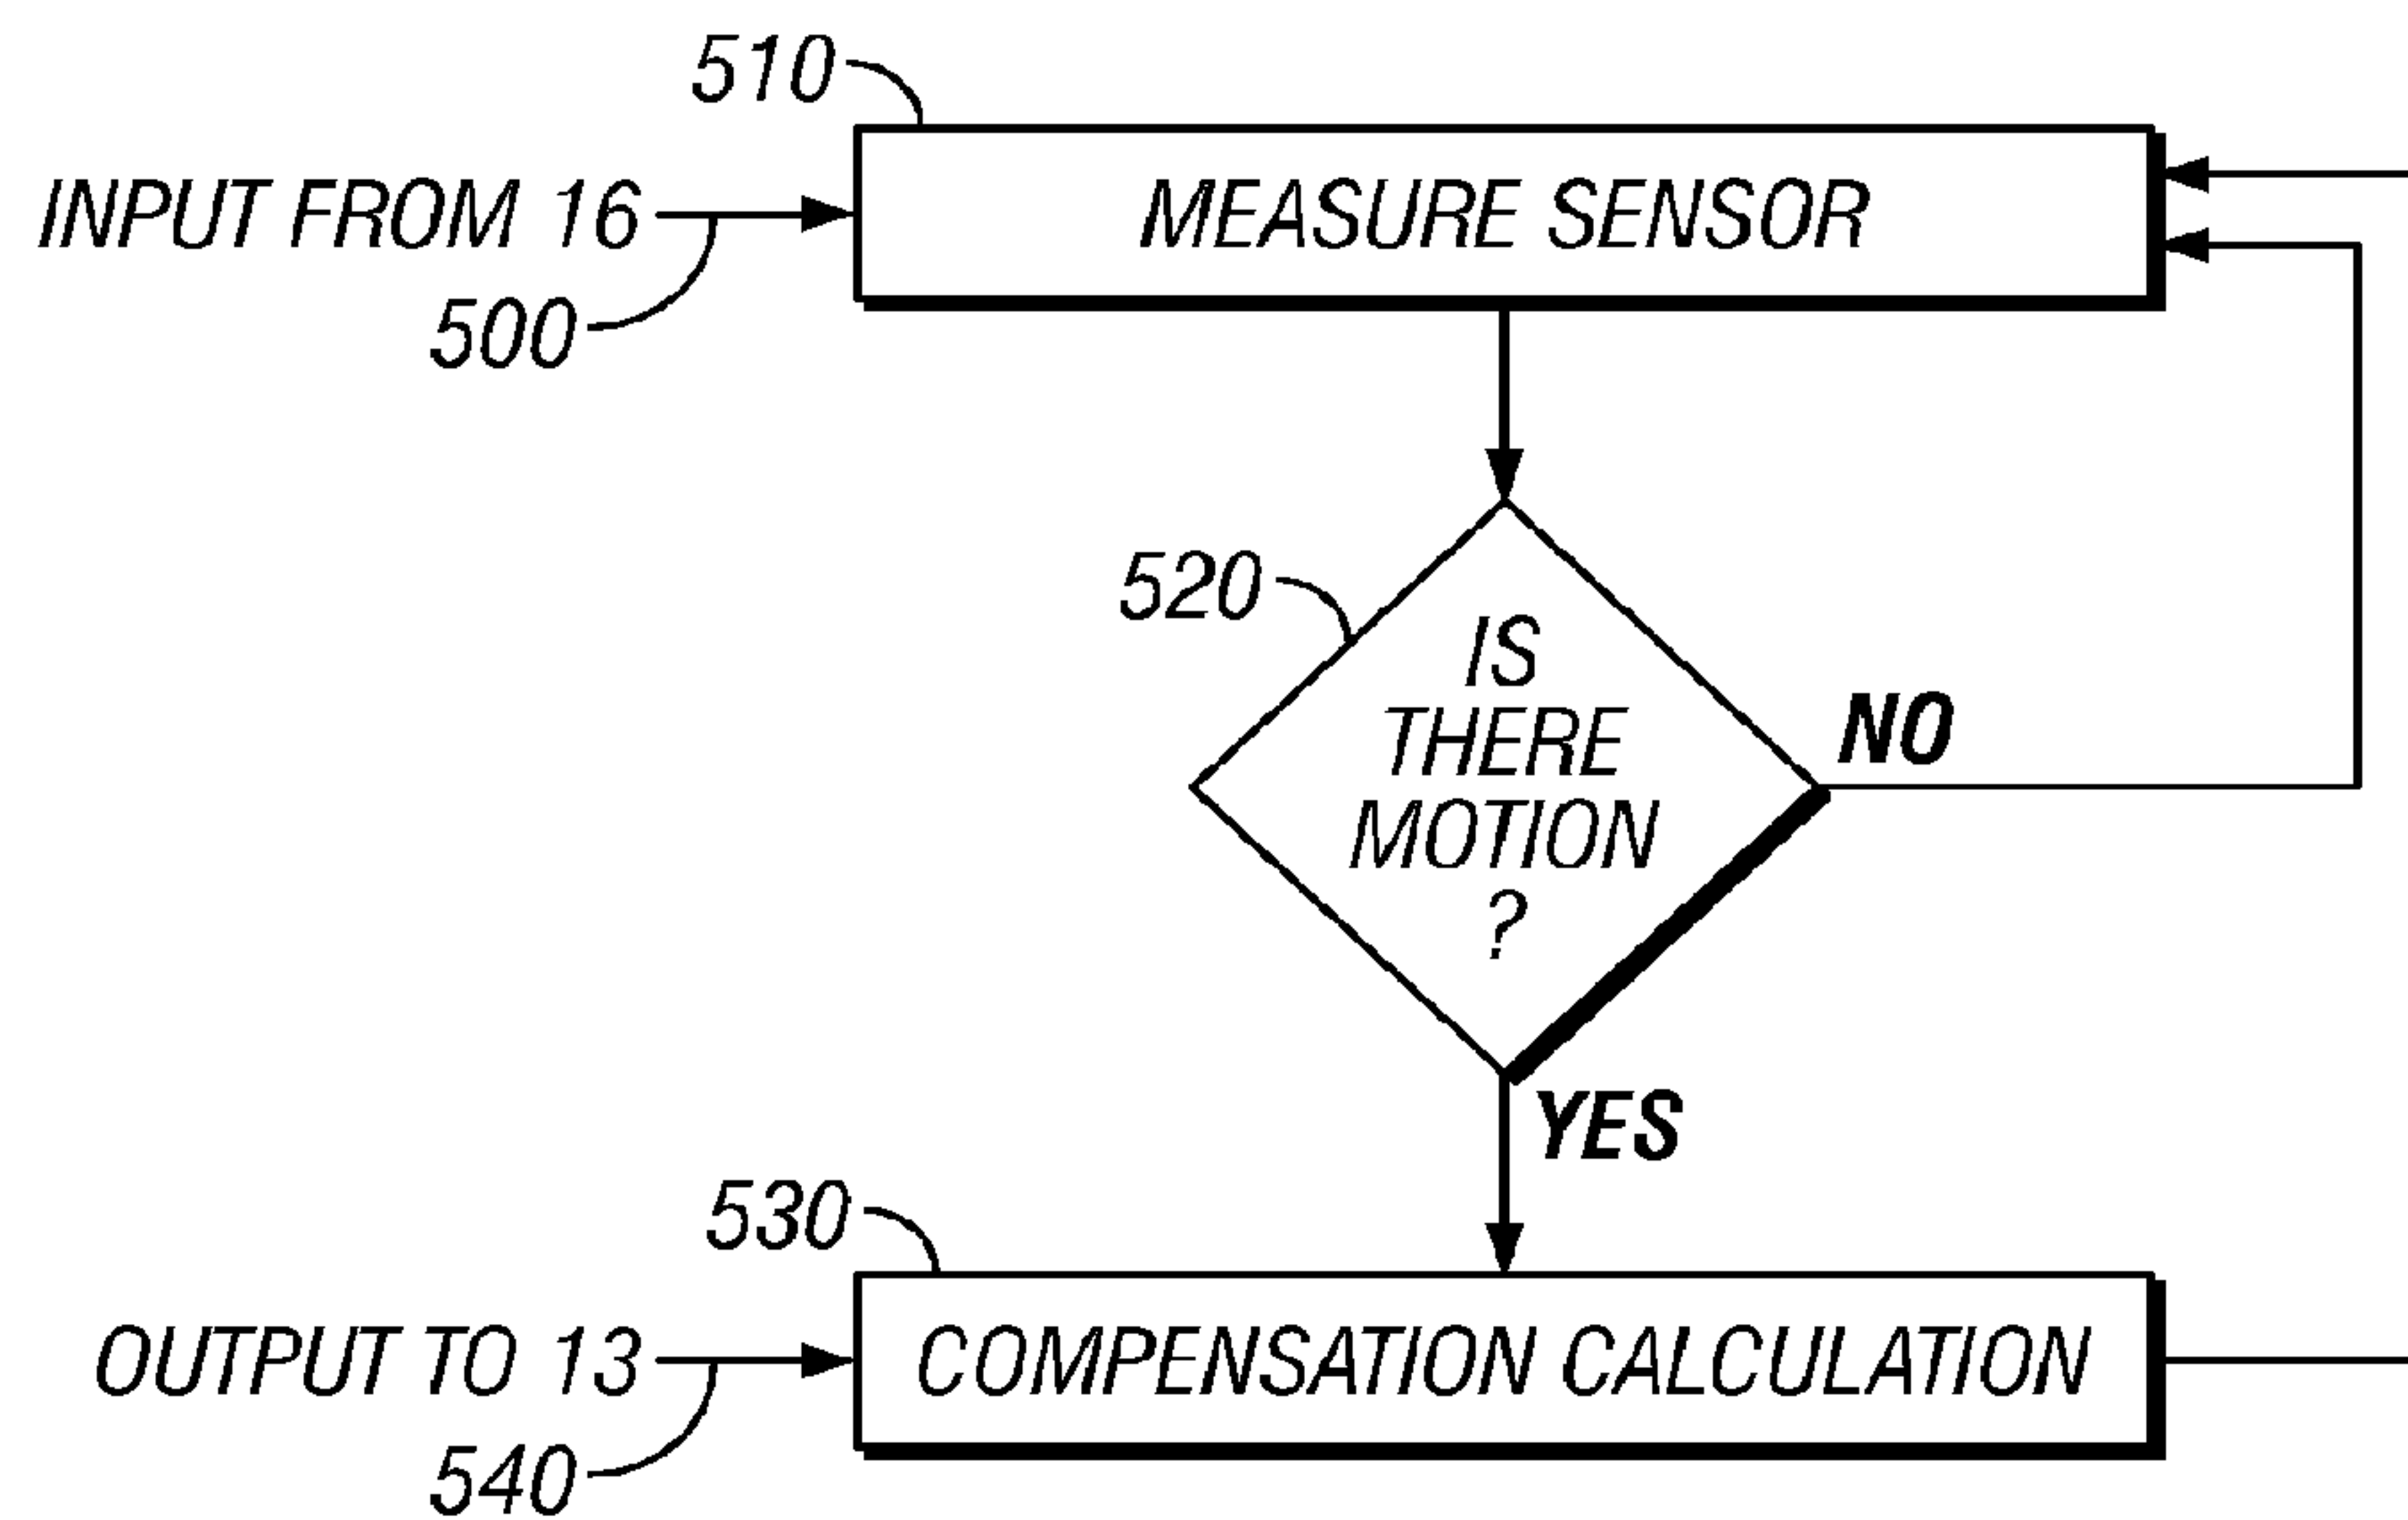 510
INPUT FROM 16
MEASURE SENSOR
500
520
IS
THERE
MOTION
?
NO
YES
530
OUTPUT TO 13
COMPENSATION CALCULATION
540